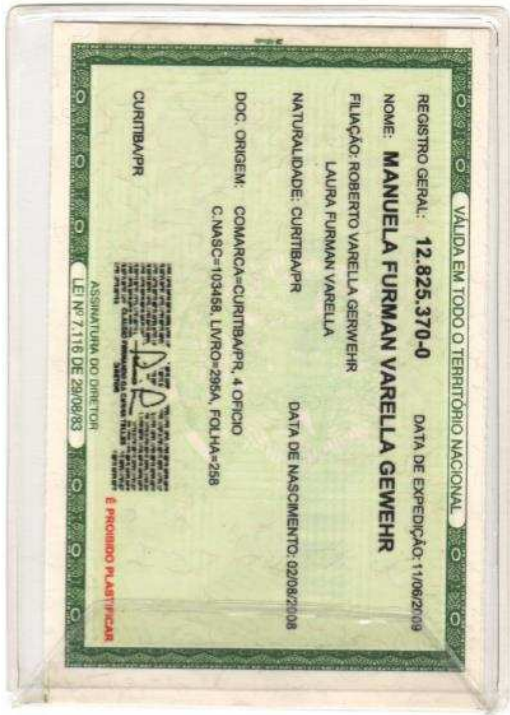 VÁLIDA EM TODO O TERRITÓRIO NACIONAL
REGISTRO GERAL: 12.825.370-0 DATA DE EXPEDIÇÃO: 11/06/2009
NOME: MANUELA FURMAN VARELLA GEWEHR
FILIAÇÃO: ROBERTO VARELLA GERWEHR
LAURA FURMAN VARELLA
NATURALIDADE: CURITIBA/PR DATA DE NASCIMENTO: 02/08/2008
DOC. ORIGEM: COMARCA=CURITIBA/PR, 4 OFICIO
C.NASC=103458, LIVRO=295A, FOLHA=258
CURITIBA/PR
ASSINATURA DO DIRETOR
É PROIBIDO PLASTIFICAR
LEI Nº 7.116 DE 29/08/83